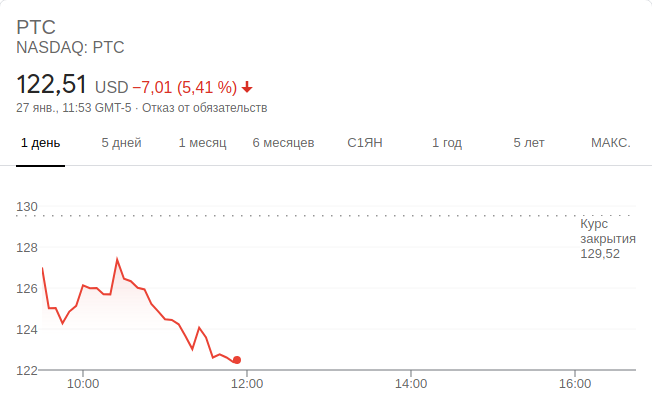 PTC
NASDAQ: PTC
122,51 USD −7,01 (5,41 %)
27 янв., 11:53 GMT-5 · Отказ от обязательств
1 день 5 дней 1 месяц 6 месяцев С1ЯН 1 год 5 лет МАКС.
130
Курс
закрытия
129,52
128
126
124
122
10:00 12:00 14:00 16:00